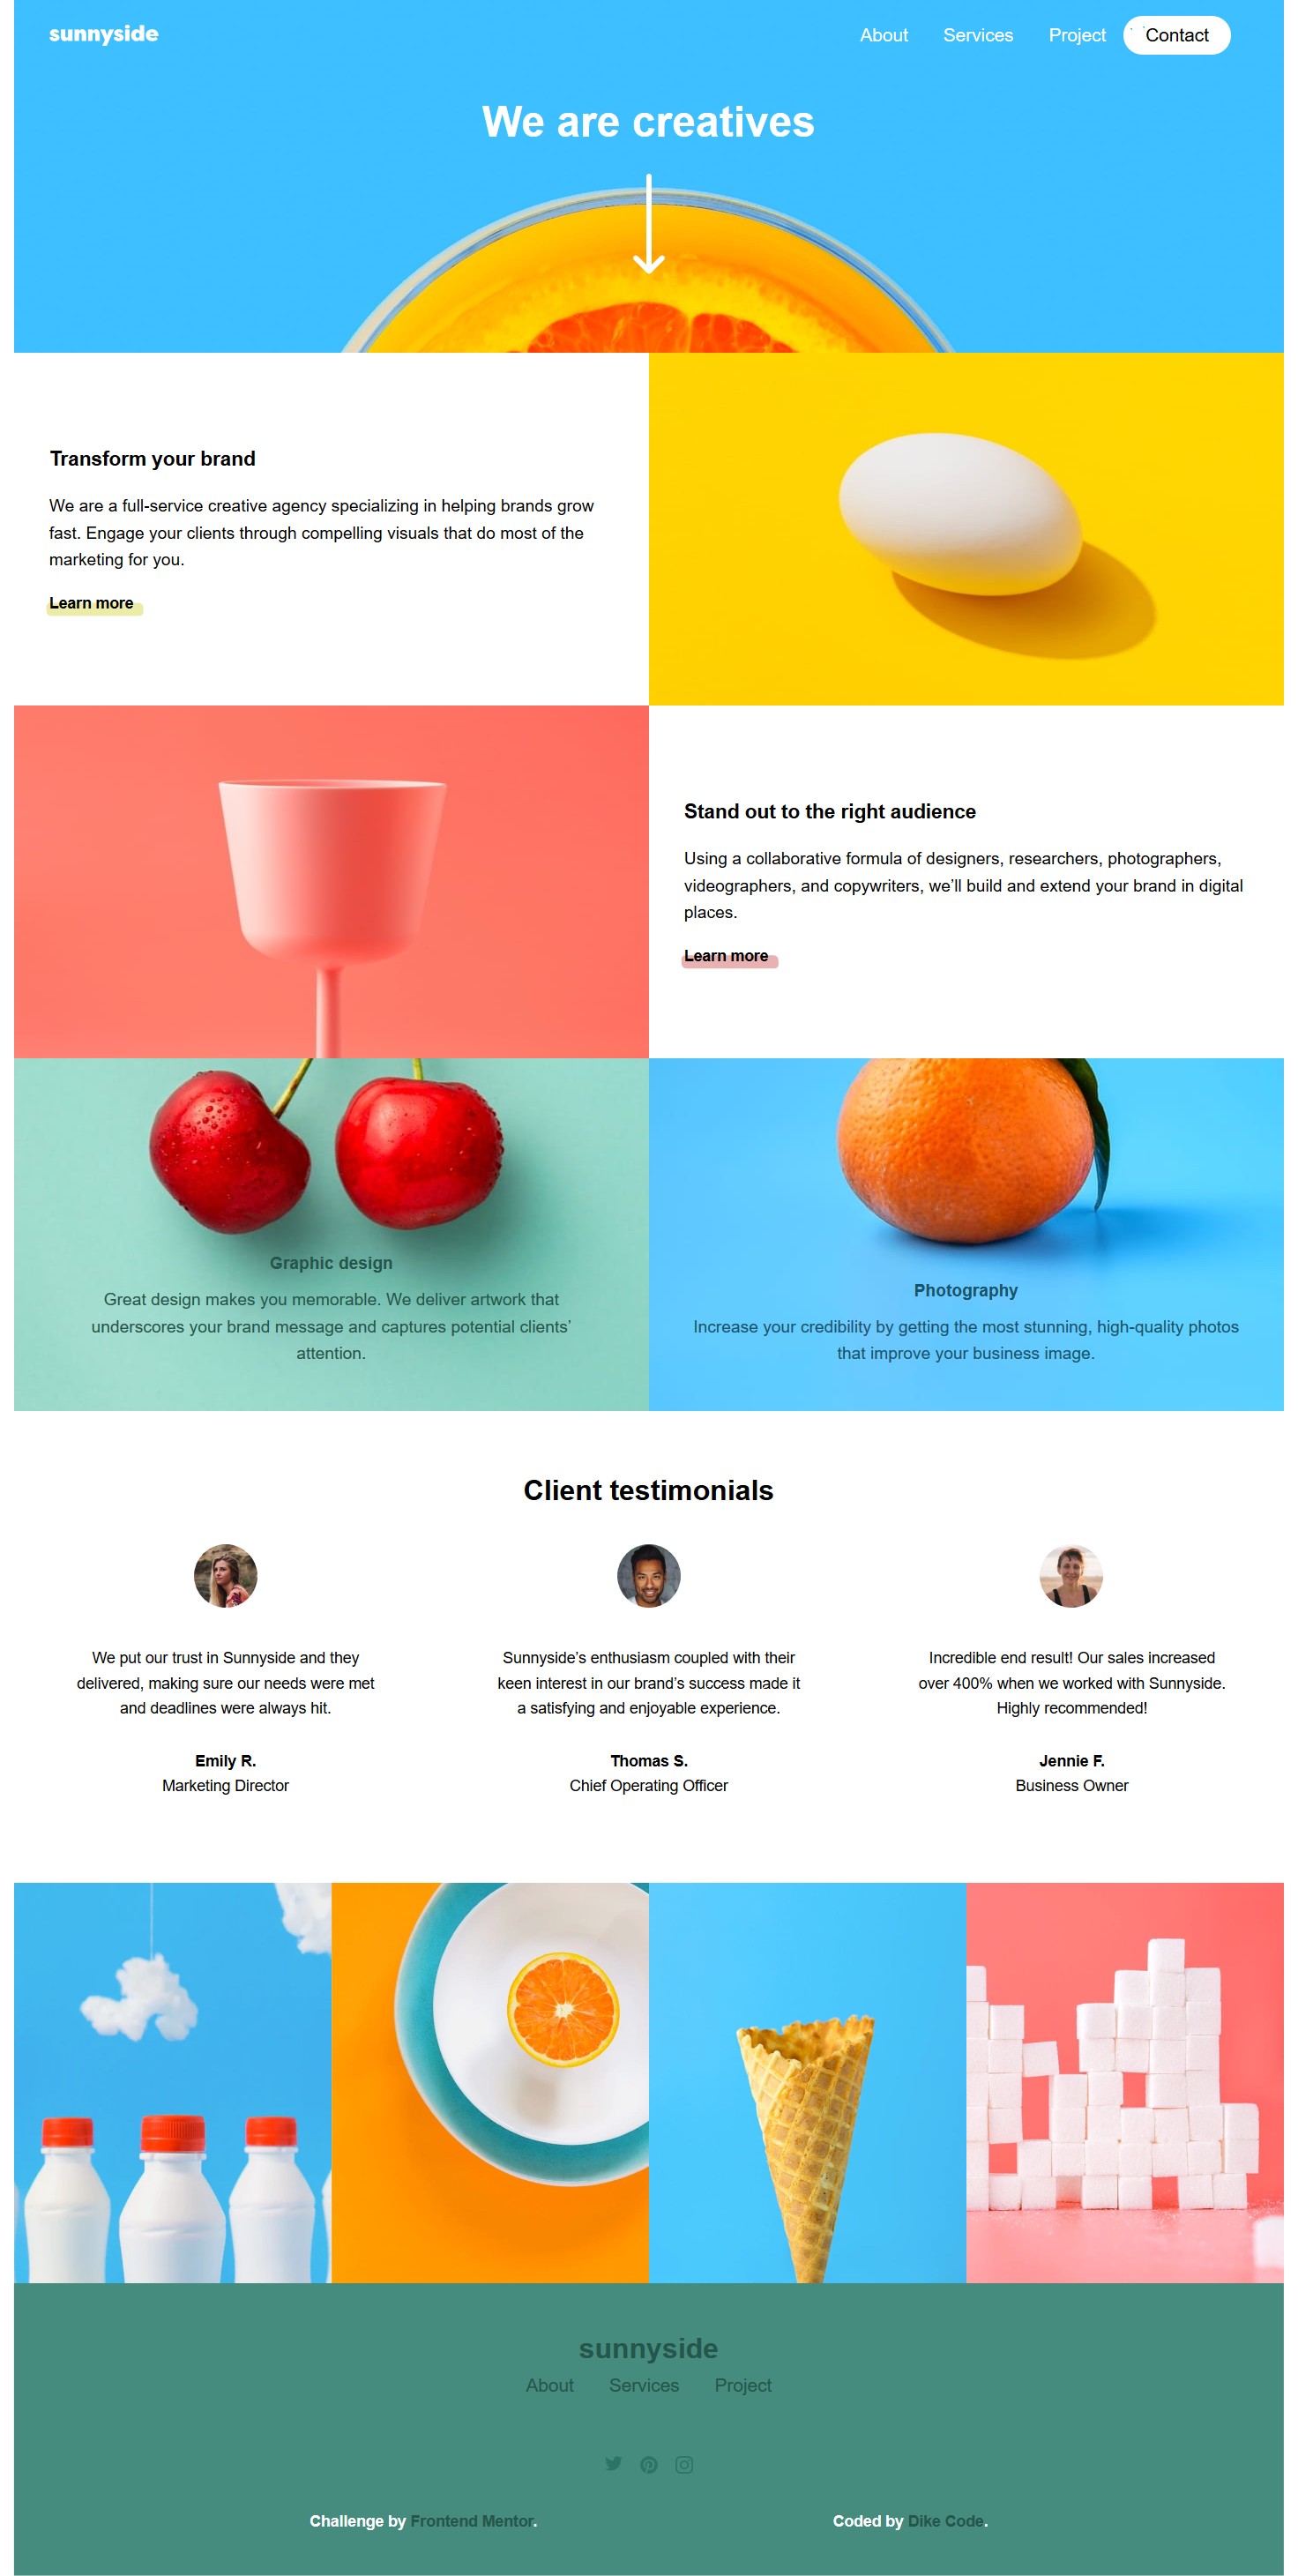 sunnyside
About Services Project Contact
We are creatives
Transform your brand
We are a full-service creative agency specializing in helping brands grow
fast. Engage your clients through compelling visuals that do most of the
marketing for you.
Learn more
Stand out to the right audience
Using a collaborative formula of designers, researchers, photographers,
videographers, and copywriters, we’ll build and extend your brand in digital
places.
Learn more
Graphic design
Great design makes you memorable. We deliver artwork that
underscores your brand message and captures potential clients’
attention.
Photography
Increase your credibility by getting the most stunning, high-quality photos
that improve your business image.
Client testimonials
We put our trust in Sunnyside and they
delivered, making sure our needs were met
and deadlines were always hit.
Emily R.
Marketing Director
Sunnyside’s enthusiasm coupled with their
keen interest in our brand’s success made it
a satisfying and enjoyable experience.
Thomas S.
Chief Operating Officer
Incredible end result! Our sales increased
over 400% when we worked with Sunnyside.
Highly recommended!
Jennie F.
Business Owner
sunnyside
About Services Project
Challenge by Frontend Mentor.
Coded by Dike Code.